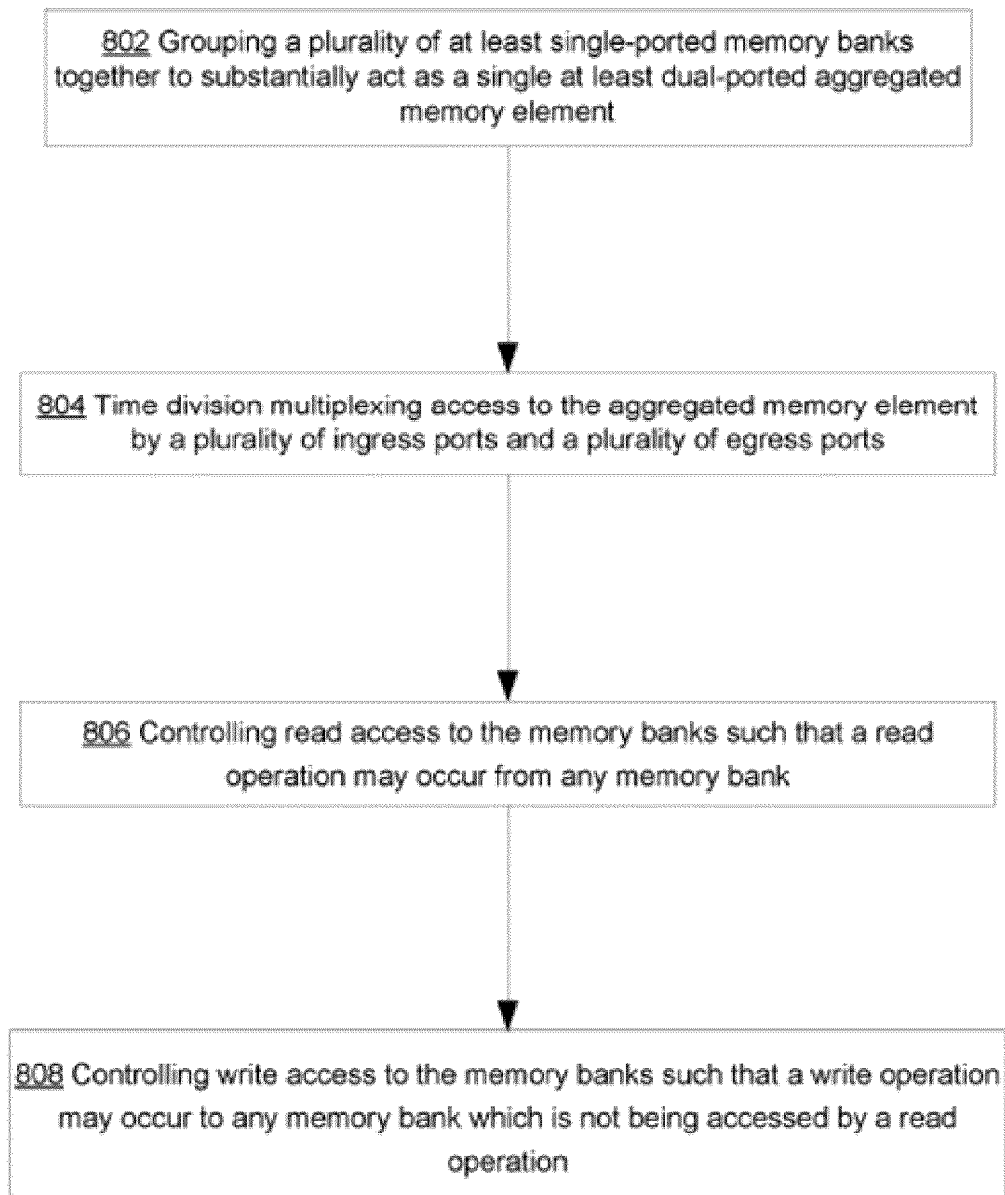 802 Grouping a plurality of at least single-ported memory banks
together to substantially act as a single at least dual-ported aggregated
memory element
804 Time division multiplexing access to the aggregated memory element
by a plurality of ingress ports and a plurality of egress ports
806 Controlling read access to the memory banks such that a read
operation may occur from any memory bank
808 Controlling write access to the memory banks such that a write operation
may occur to any memory bank which is not being accessed by a read
operation